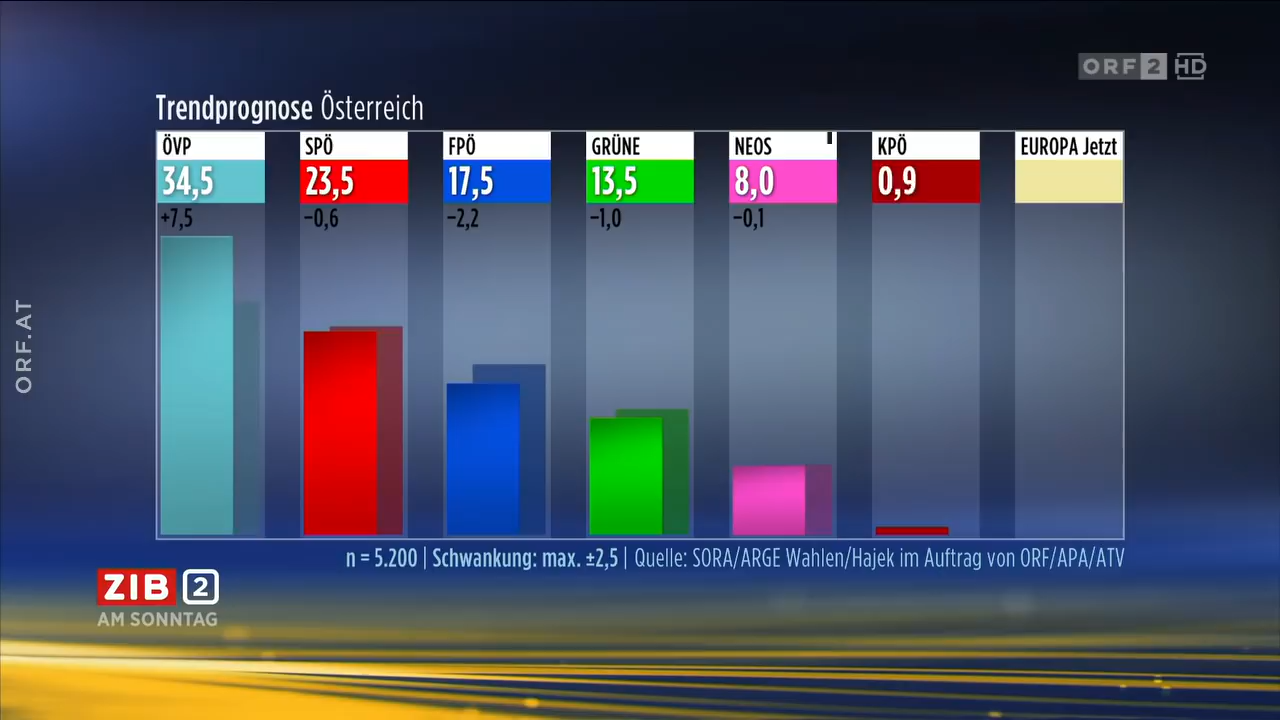 ORF 2 HD
Trendprognose Österreich
ÖVP SPÖ FPÖ GRÜNE NEOS KPÖ EUROPA Jetzt
34,5 23,5 17,5 13,5 8,0 0,9
+7,5 −0,6 −2,2 −1,0 −0,1
ORF.AT
n = 5.200 | Schwankung: max. ±2,5 | Quelle: SORA/ARGE Wahlen/Hajek im Auftrag von ORF/APA/ATV
ZIB 2
AM SONNTAG